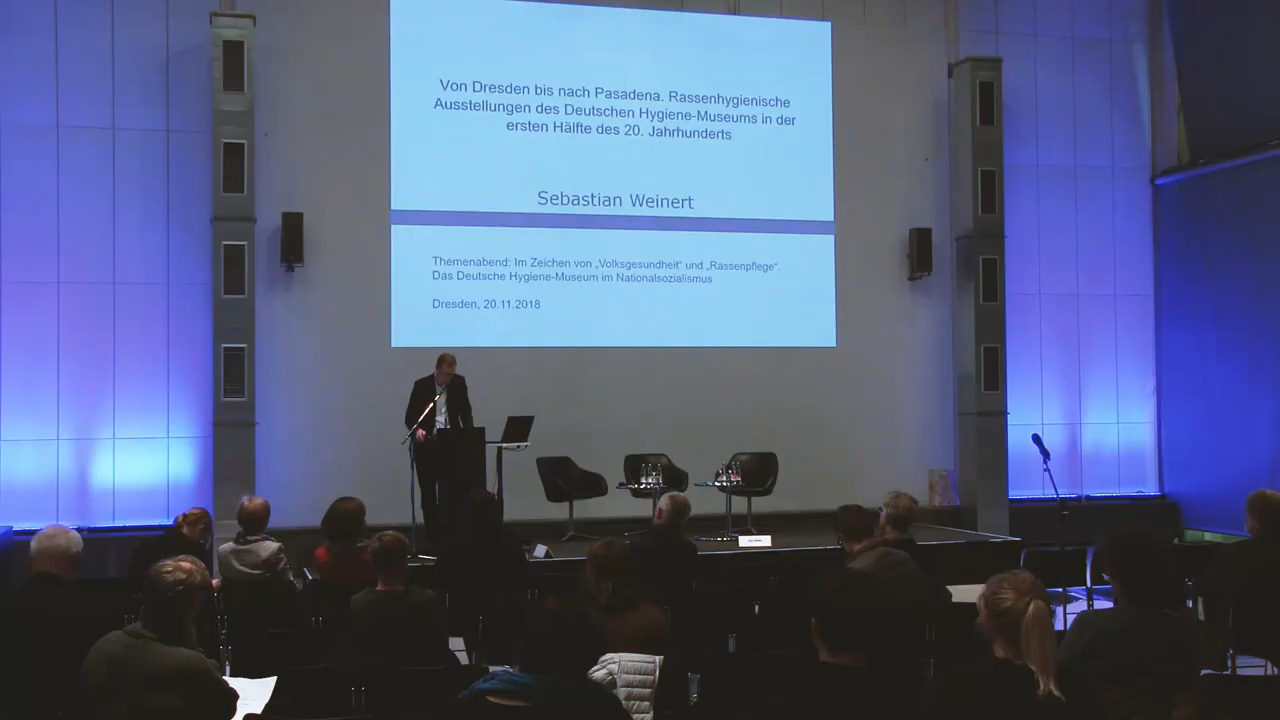 Von Dresden bis nach Pasadena. Rassenhygienische
Ausstellungen des Deutschen Hygiene-Museums in der
ersten Hälfte des 20. Jahrhunderts
Sebastian Weinert
Themenabend: Im Zeichen von „Volksgesundheit“ und „Rassenpflege“.
Das Deutsche Hygiene-Museum im Nationalsozialismus
Dresden, 20.11.2018